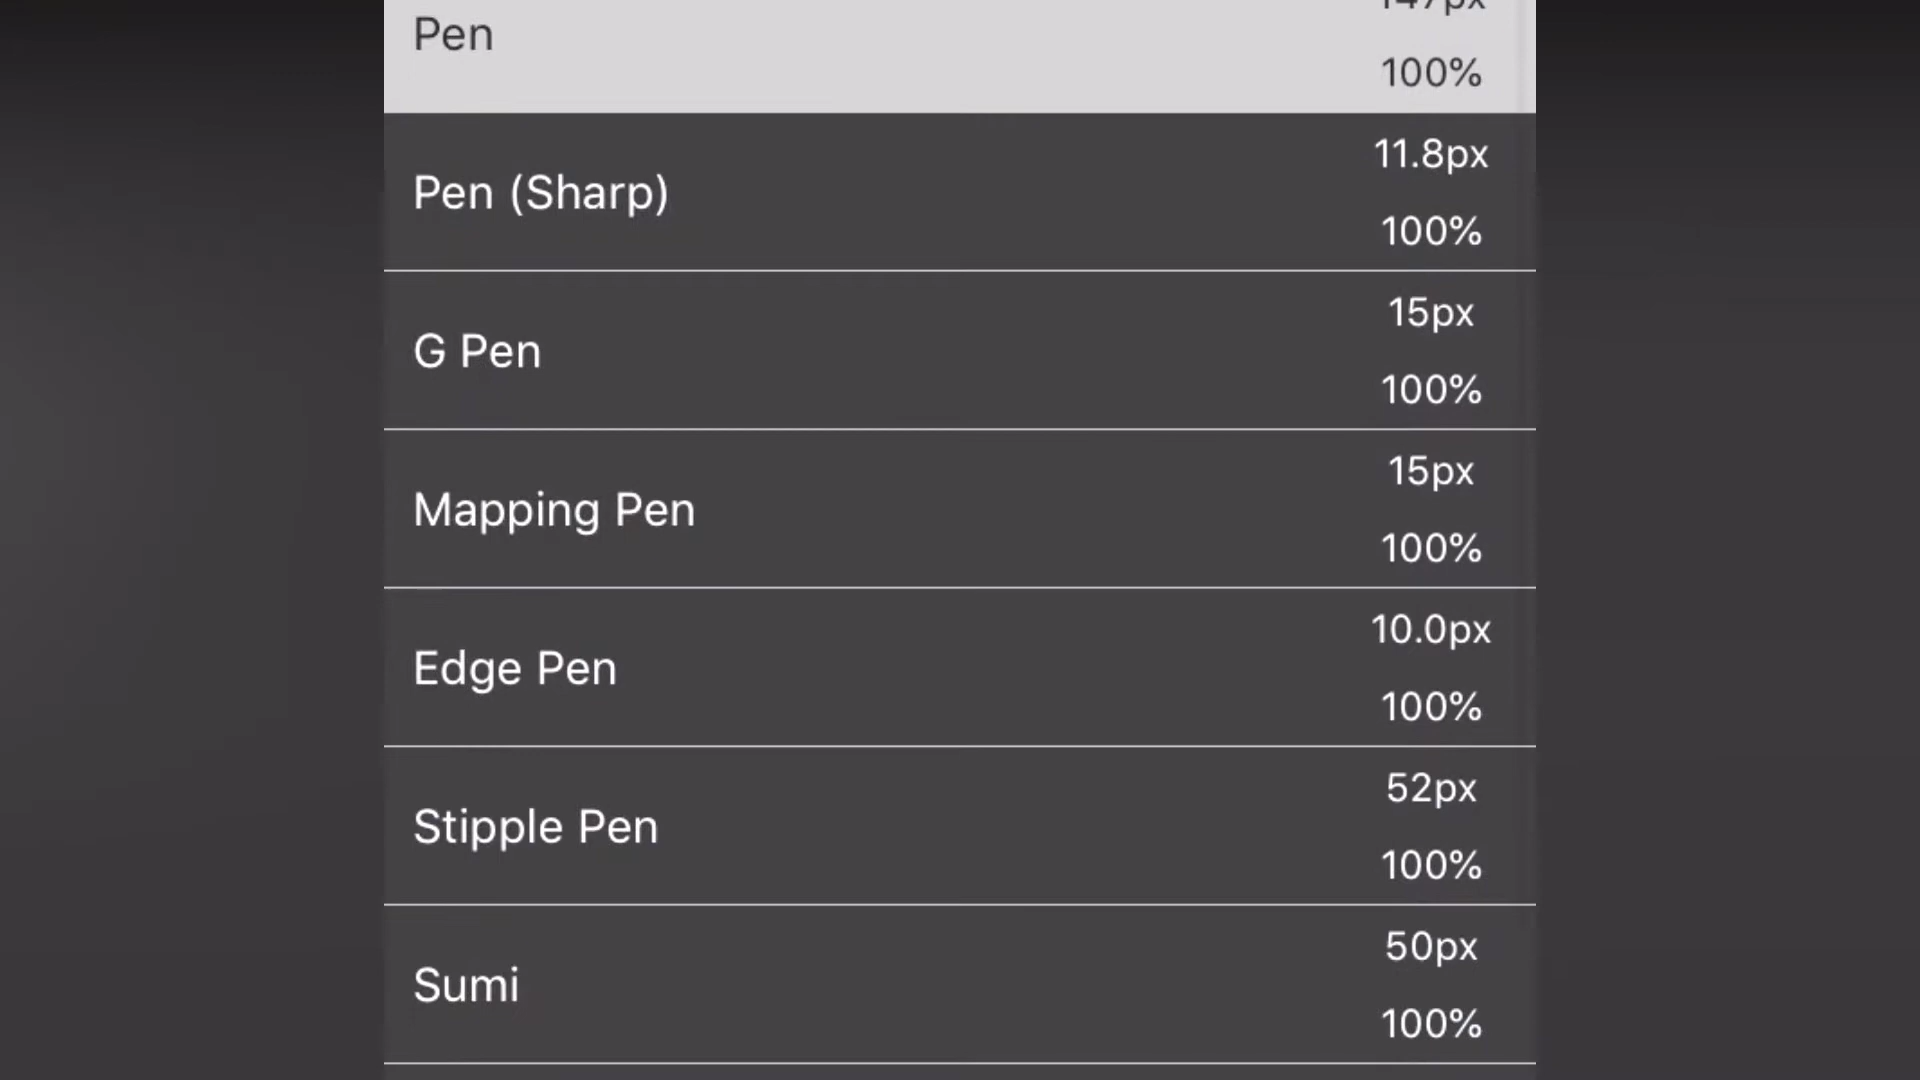 Pen
100%
Pen (Sharp)
11.8px
100%
G Pen
15px
100%
Mapping Pen
15px
100%
Edge Pen
10.0px
100%
Stipple Pen
52px
100%
Sumi
50px
100%